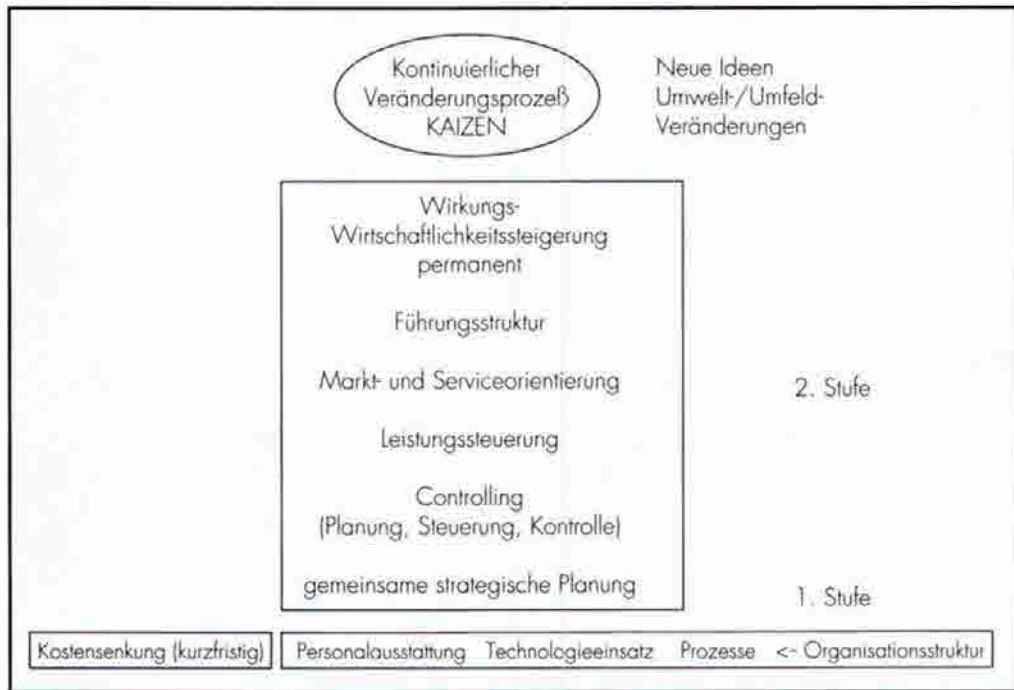 Kontinuierlicher
Veränderungsprozeß
KAIZEN
Neue Ideen
Umwelt-/Umfeld-
Veränderungen
Wirkungs-
Wirtschaftlichkeitssteigerung
permanent
Führungsstruktur
Markt- und Serviceorientierung
2. Stufe
Leistungssteuerung
Controlling
(Planung, Steuerung, Kontrolle)
gemeinsame strategische Planung
1. Stufe
Kostensenkung (kurzfristig)
Personalausstattung Technologieeinsatz Prozesse <- Organisationsstruktur